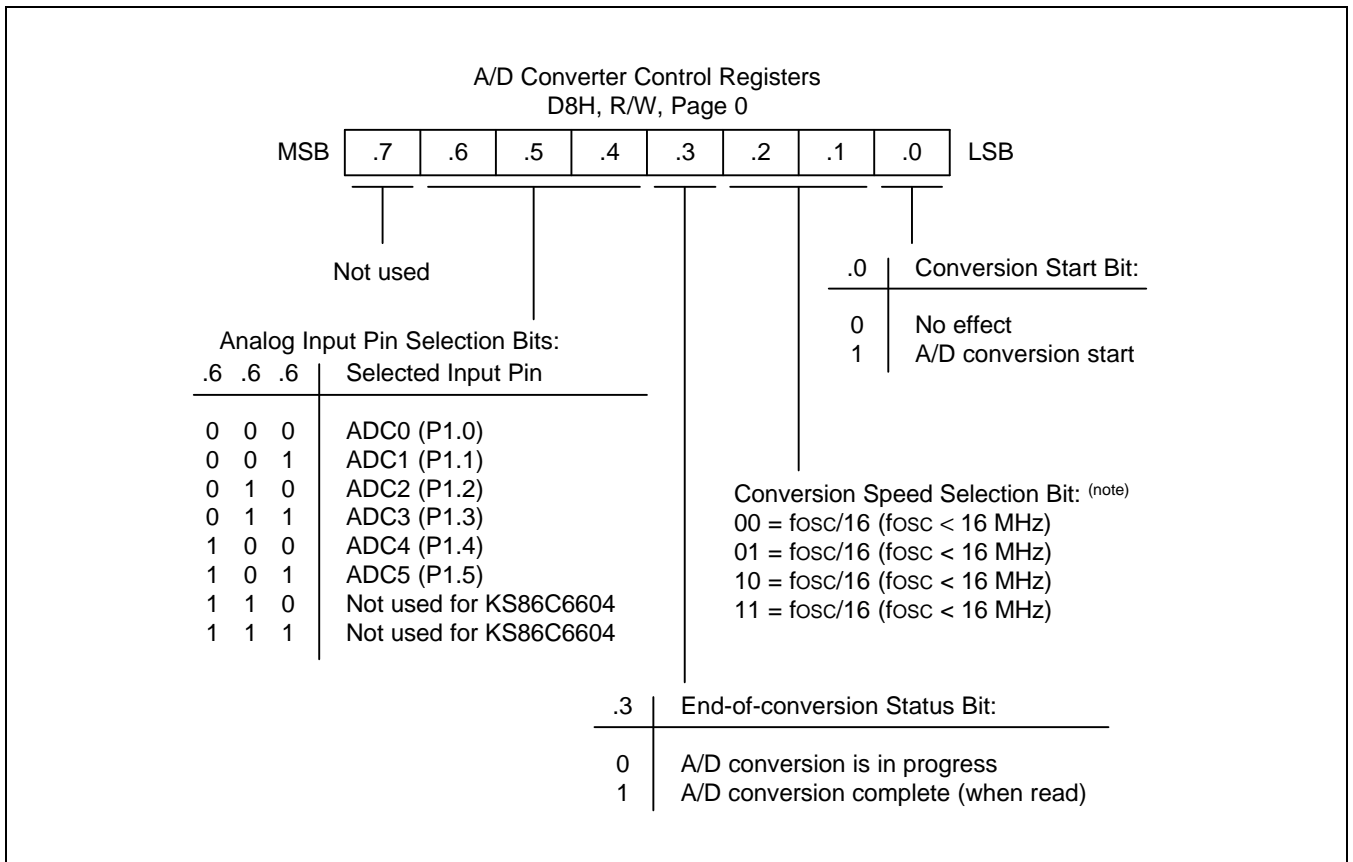 A/D Converter Control Registers
D8H, R/W, Page 0
MSB .7 .6 .5 .4 .3 .2 .1 .0 LSB
Not used
.0 Conversion Start Bit:
0 No effect
1 A/D conversion start
Analog Input Pin Selection Bits:
.6 .6 .6 Selected Input Pin
0 0 0 ADC0 (P1.0)
0 0 1 ADC1 (P1.1)
0 1 0 ADC2 (P1.2)
0 1 1 ADC3 (P1.3)
1 0 0 ADC4 (P1.4)
1 0 1 ADC5 (P1.5)
1 1 0 Not used for KS86C6604
1 1 1 Not used for KS86C6604
Conversion Speed Selection Bit: (note)
00 = fosc/16 (fosc < 16 MHz)
01 = fosc/16 (fosc < 16 MHz)
10 = fosc/16 (fosc < 16 MHz)
11 = fosc/16 (fosc < 16 MHz)
.3 End-of-conversion Status Bit:
0 A/D conversion is in progress
1 A/D conversion complete (when read)